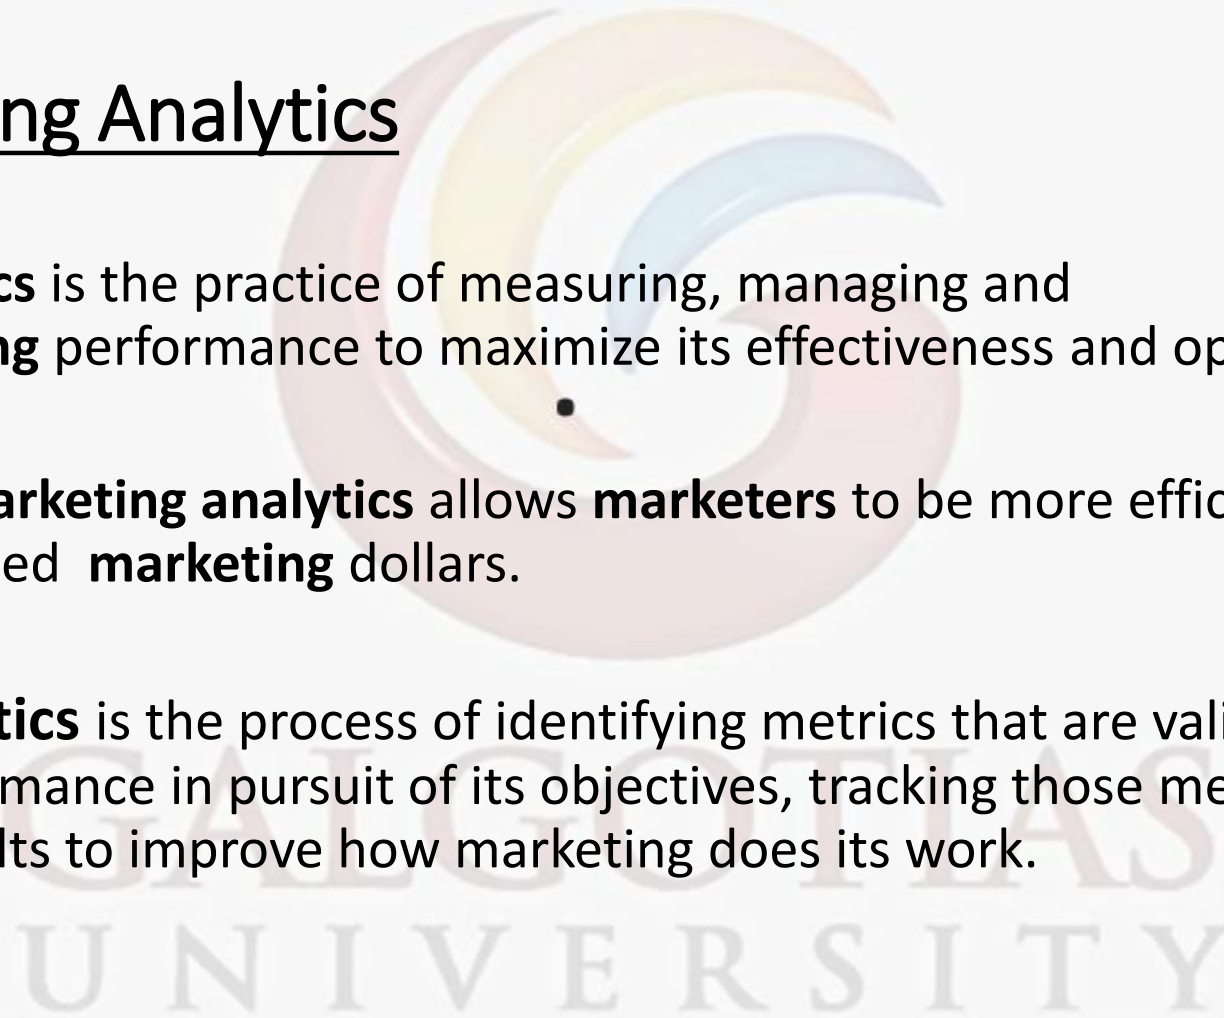 ng Analytics
cs is the practice of measuring, managing and
ng performance to maximize its effectiveness and op
arketing analytics allows marketers to be more effic
ed marketing dollars.
tics is the process of identifying metrics that are vali
mance in pursuit of its objectives, tracking those me
lts to improve how marketing does its work.
GALGOTIAS
UNIVERSITY